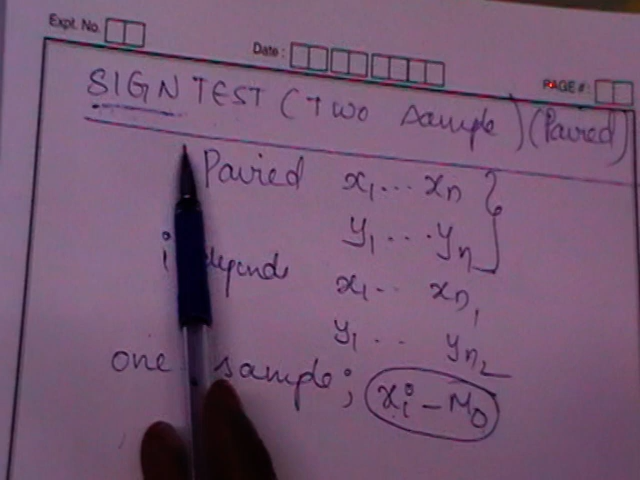 Expt. No.
Date :
PAGE # :
SIGN TEST (Two sample) (Paired)
Paired x₁... xₙ
y₁ ... yₙ
x₁.. xₙ₁
y₁ .. yₙ₂
one sample; xᵢ - M₀